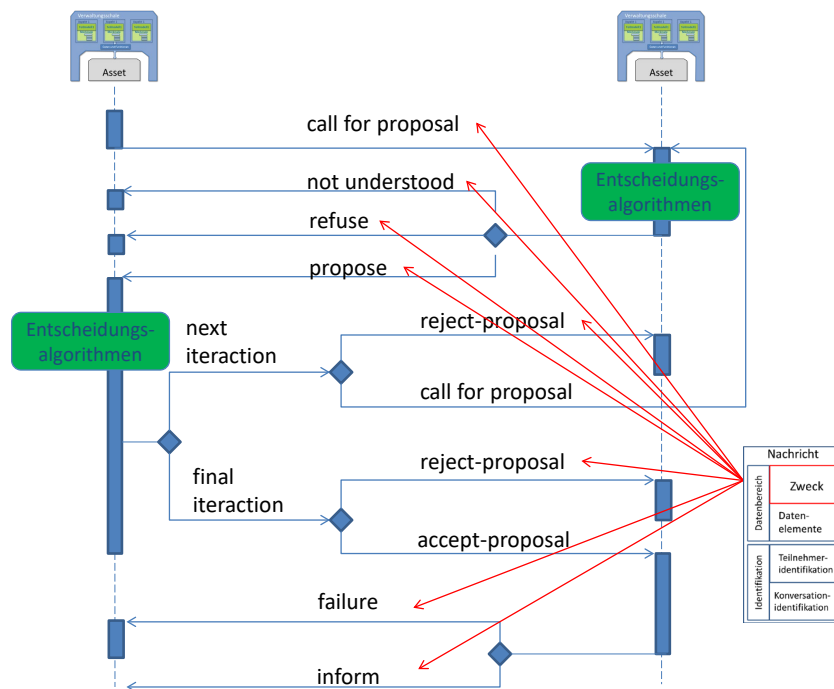 Verwaltungsschale
Verwaltungsschale
Asset
Asset
call for proposal
not understood
Entscheidungs-
algorithmen
refuse
propose
Entscheidungs-
algorithmen
next
iteraction
reject-proposal
call for proposal
final
iteraction
reject-proposal
accept-proposal
failure
inform
Nachricht
Datenbereich
Zweck
Daten-
elemente
Identifikation
Teilnehmer-
identifikation
Konversation-
identifikation